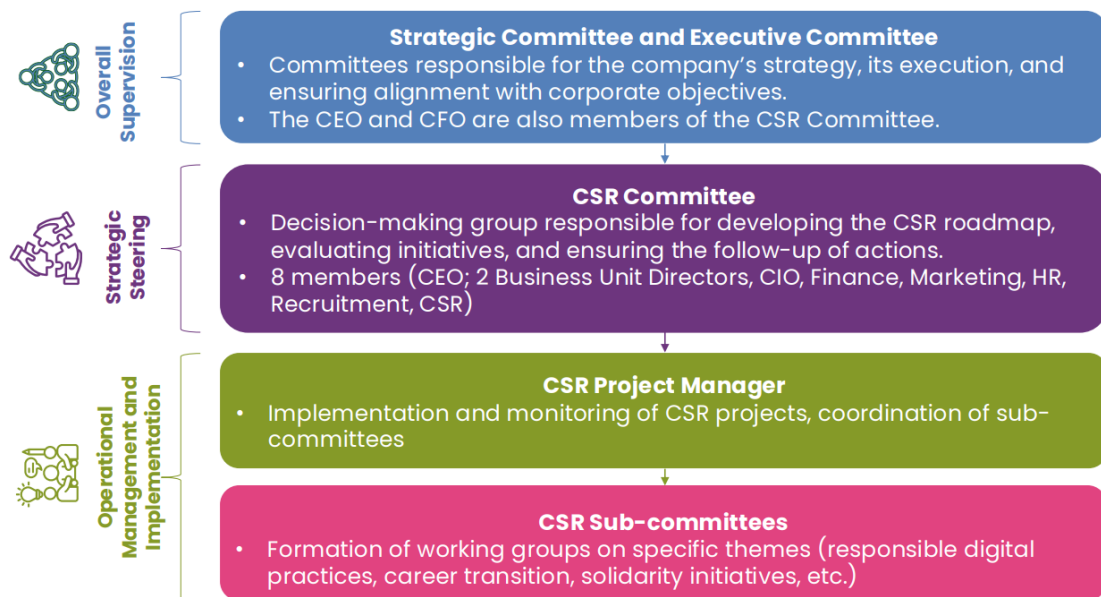 Overall
Supervision
Strategic Committee and Executive Committee
• Committees responsible for the company’s strategy, its execution, and
ensuring alignment with corporate objectives.
• The CEO and CFO are also members of the CSR Committee.
Strategic
Steering
CSR Committee
• Decision-making group responsible for developing the CSR roadmap,
evaluating initiatives, and ensuring the follow-up of actions.
• 8 members (CEO; 2 Business Unit Directors, CIO, Finance, Marketing, HR,
Recruitment, CSR)
Operational
Management and
Implementation
CSR Project Manager
• Implementation and monitoring of CSR projects, coordination of sub-
committees
CSR Sub-committees
• Formation of working groups on specific themes (responsible digital
practices, career transition, solidarity initiatives, etc.)